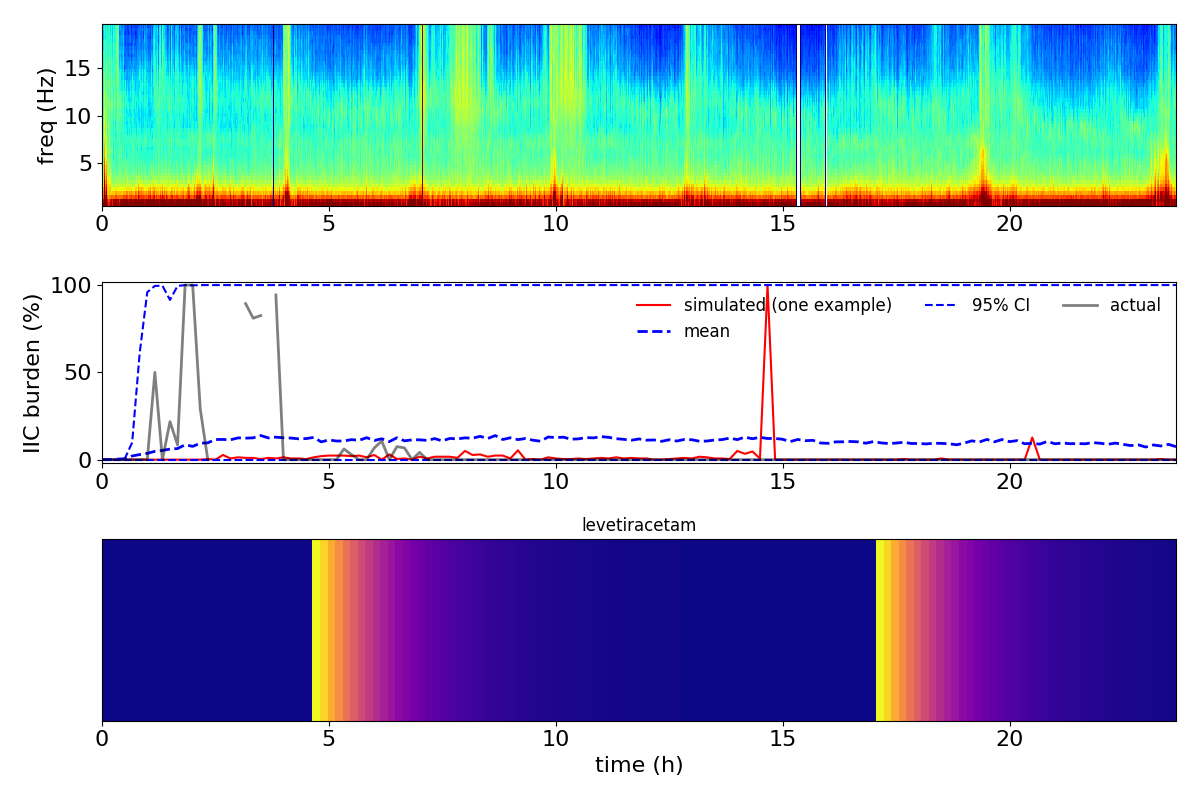 freq (Hz)
15
10
5
0 5 10 15 20
IIC burden (%)
100
50
0
simulated (one example) 95% CI actual
mean
0 5 10 15 20
levetiracetam
0 5 10 15 20
time (h)